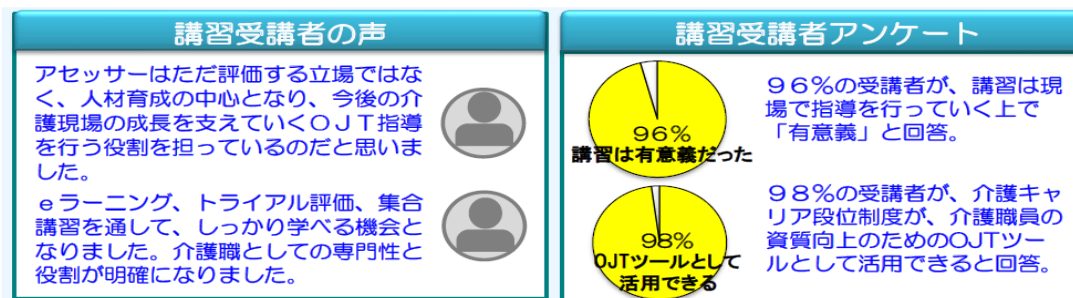 講習受講者の声
アセッサーはただ評価する立場ではな
く、人材育成の中心となり、今後の介
護現場の成長を支えていくＯＪＴ指導
を行う役割を担っているのだと思いま
した。
ｅラーニング、トライアル評価、集合
講習を通して、しっかり学べる機会と
なりました。介護職としての専門性と
役割が明確になりました。
講習受講者アンケート
96%
講習は有意義だった
９６％の受講者が、講習は現
場で指導を行っていく上で
「有意義」と回答。
98%
OJTツールとして
活用できる
９８％の受講者が、介護キャ
リア段位制度が、介護職員の
資質向上のためのOJTツー
ルとして活用できると回答。